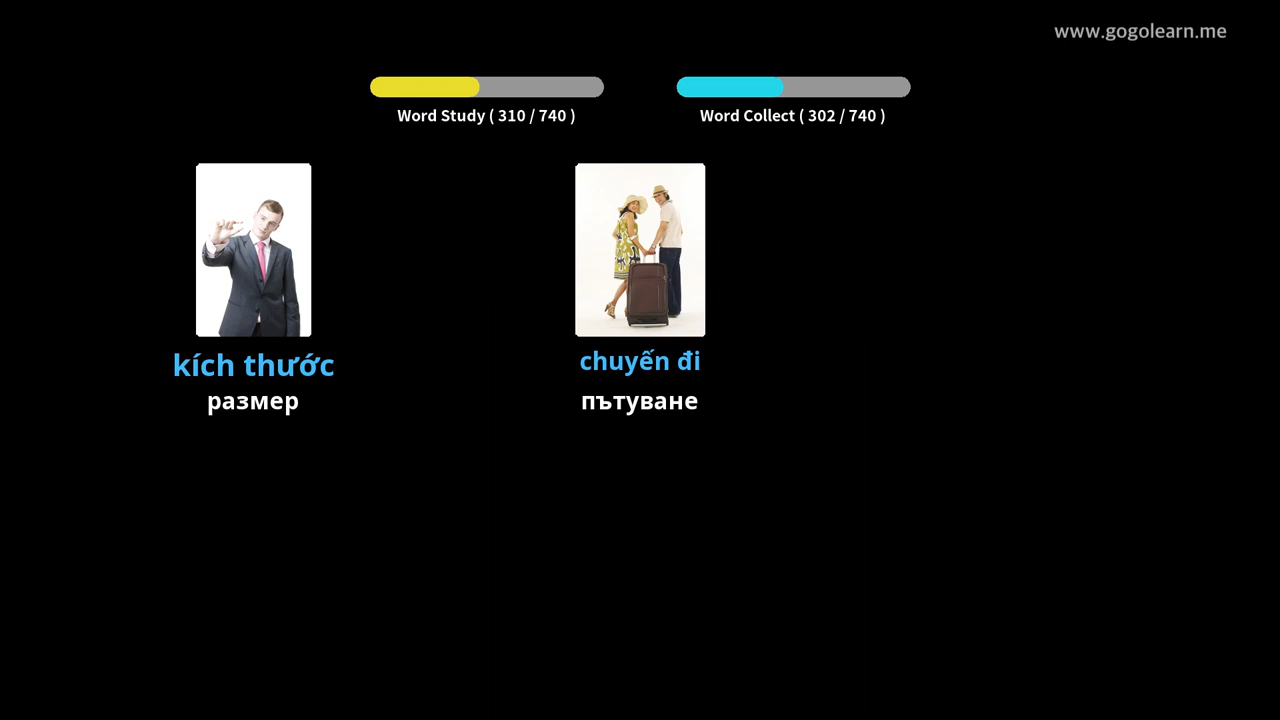 www.gogolearn.me
Word Study ( 310 / 740 )
Word Collect ( 302 / 740 )
kích thước
размер
chuyến đi
пътуване